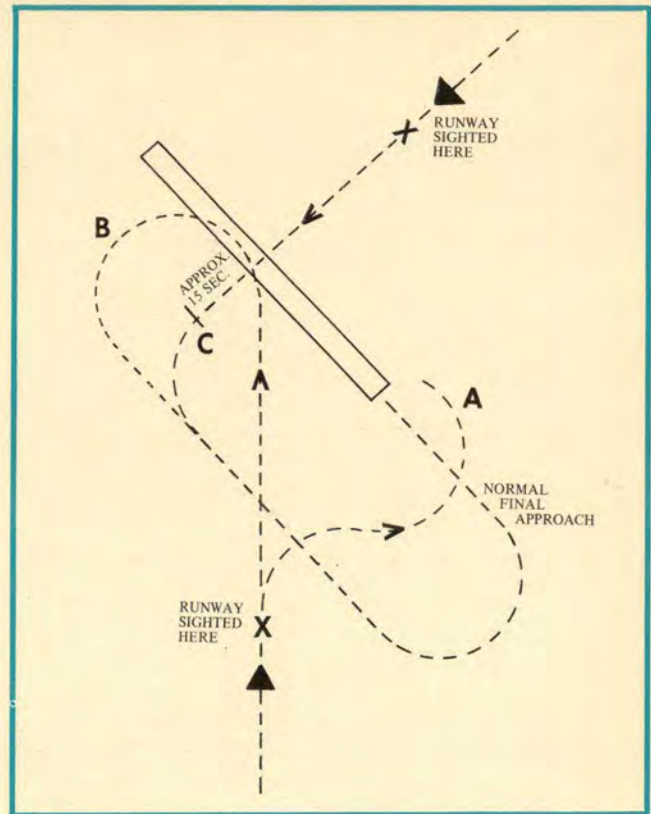 RUNWAY
SIGHTED
HERE
X
B
APPROX.
15 SEC.
C
A
NORMAL
FINAL
APPROACH
RUNWAY
SIGHTED
HERE
X